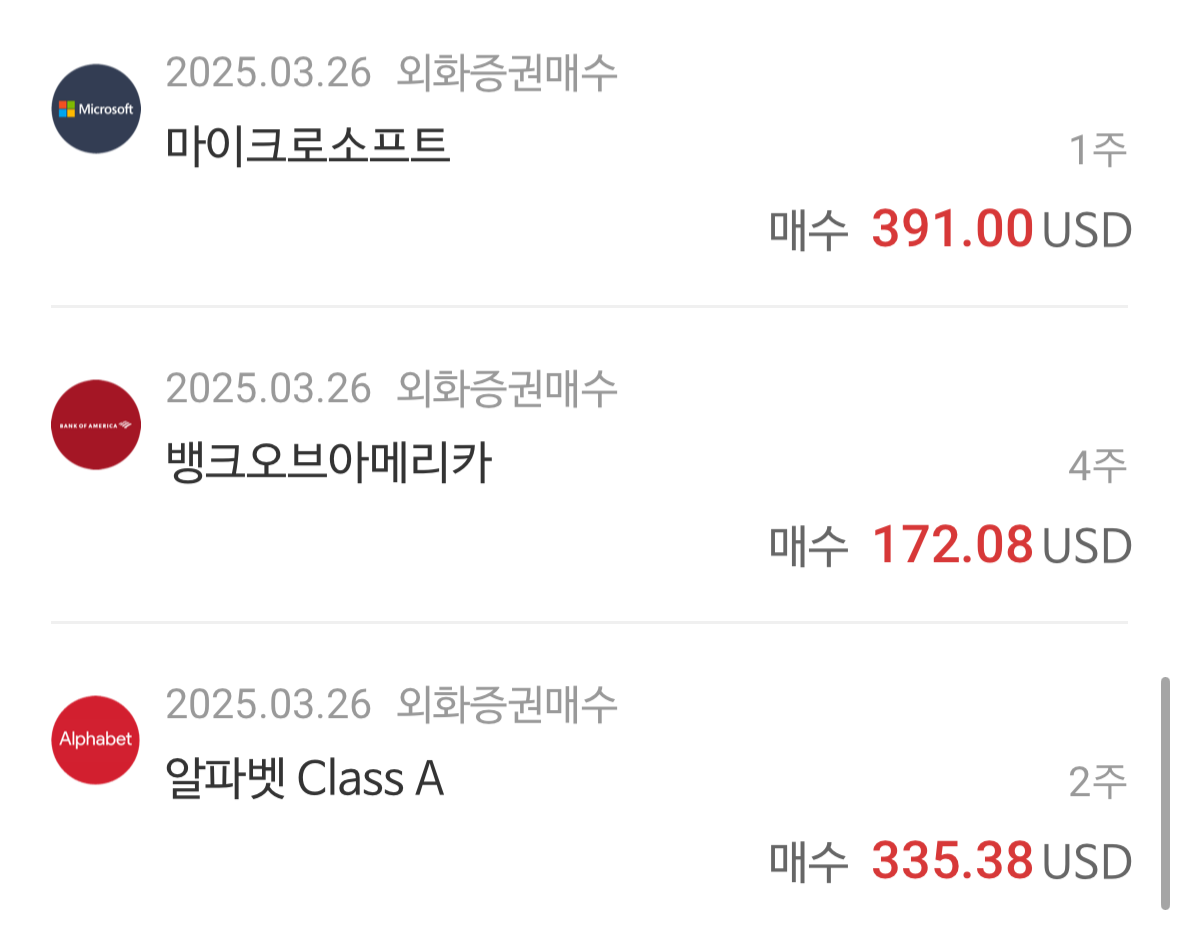 2025.03.26 외화증권매수
Microsoft
마이크로소프트
1주
매수 391.00 USD
2025.03.26 외화증권매수
BANK OF AMERICA
뱅크오브아메리카
4주
매수 172.08 USD
2025.03.26 외화증권매수
Alphabet
알파벳 Class A
2주
매수 335.38 USD